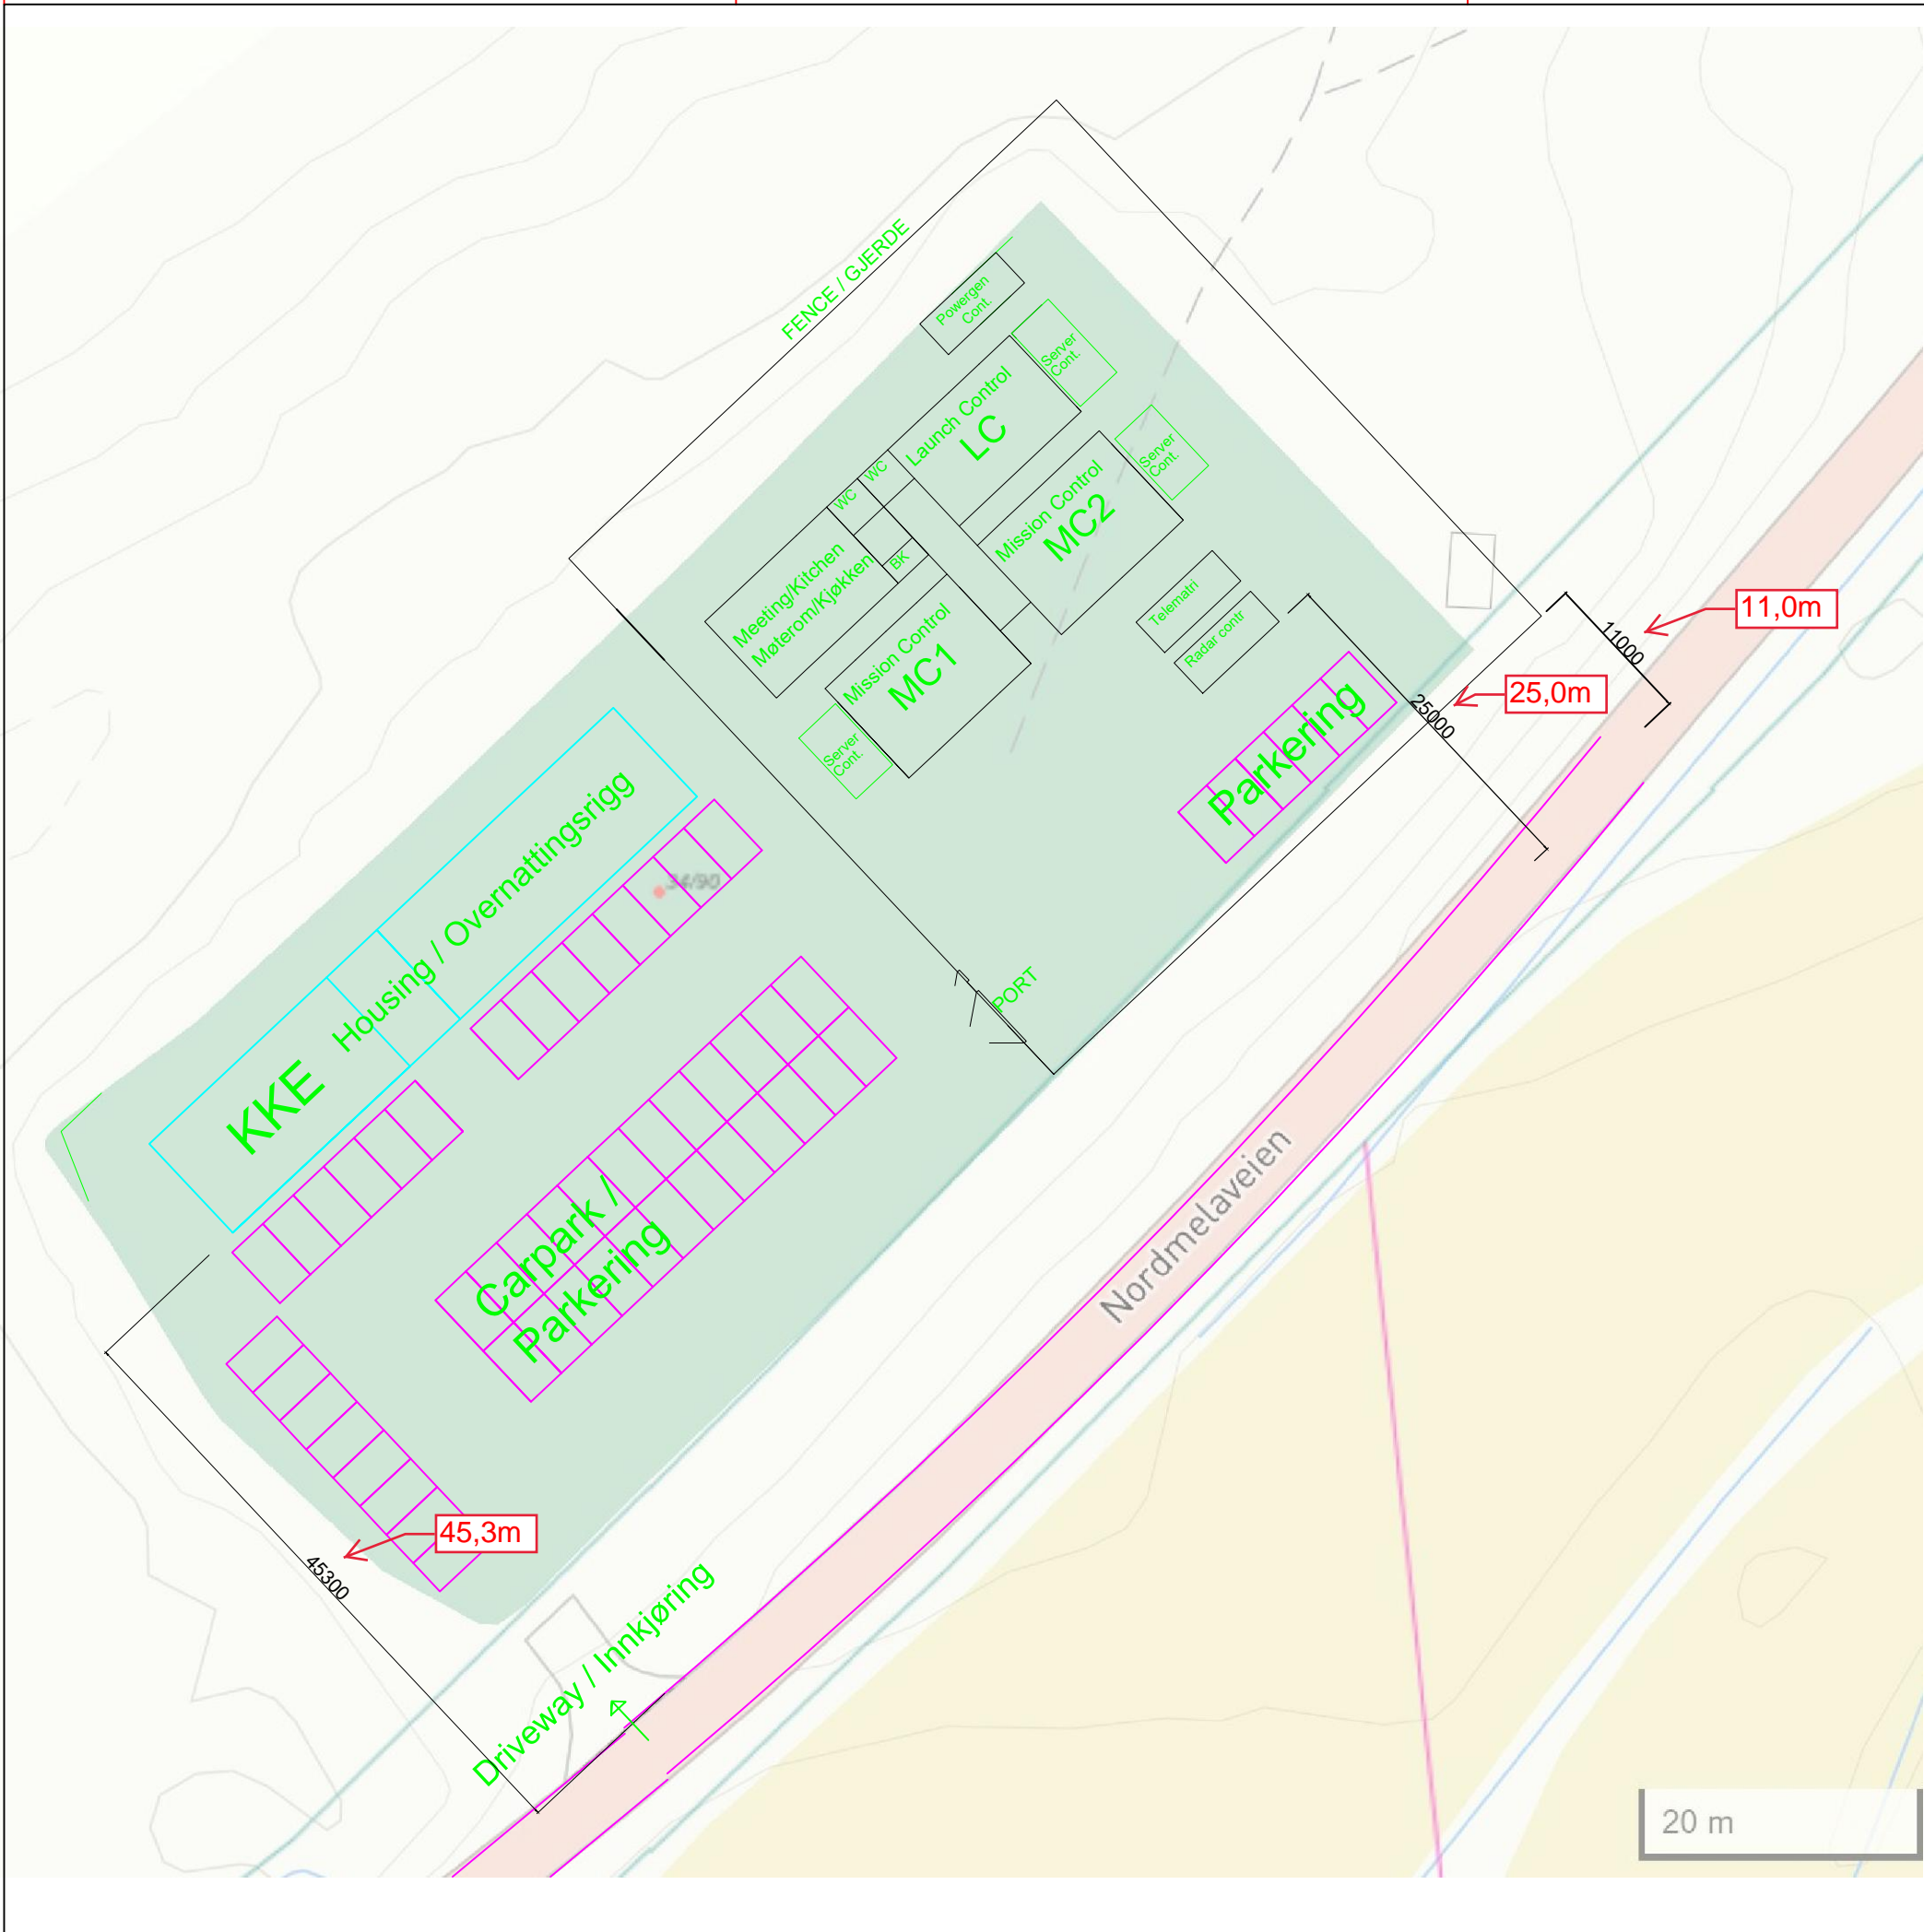 FENCE / GJERDE
Powergen
Cont.
Server
Cont.
Launch Control
LC
WC
WC
Server
Cont.
Mission Control
MC2
BK
Meeting/Kitchen
Møterom/Kjøkken
Mission Control
MC1
Telematri
Radar contr
11,0m
11000
25,0m
25000
Parkering
Server
Cont.
34/90
Housing / Overnattingsrigg
KKE
PORT
Carpark /
Parkering
Nordmelaveien
45,3m
45300
Driveway / Innkjøring
20 m